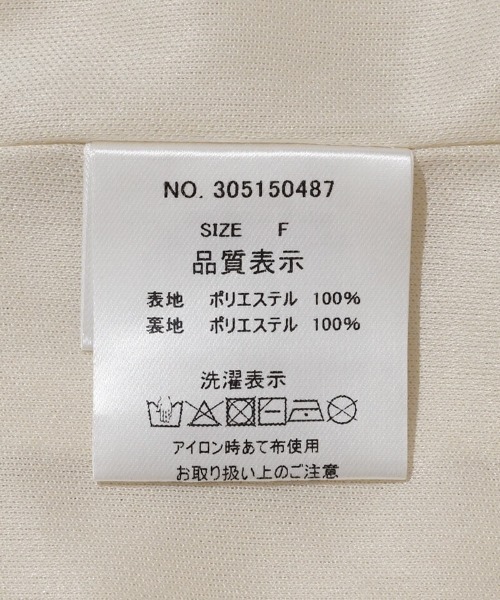 NO. 305150487
SIZE F
品質表示
表地 ポリエステル 100%
裏地 ポリエステル 100%
洗濯表示
アイロン時あて布使用
お取り扱い上のご注意